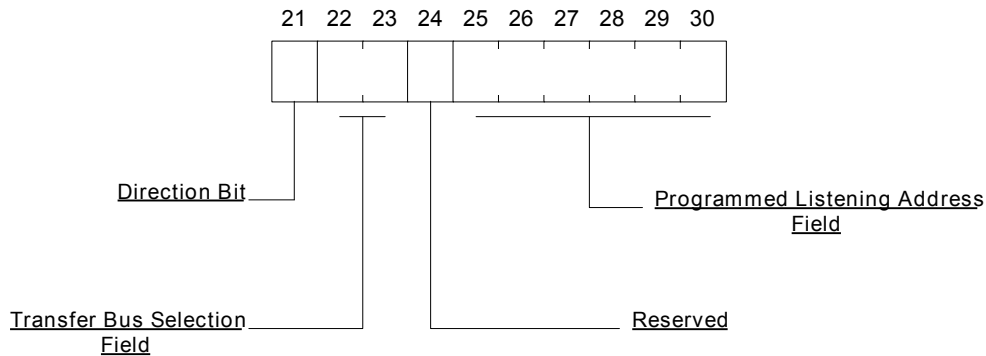 21 22 23 24 25 26 27 28 29 30
Direction Bit
Programmed Listening Address
Field
Transfer Bus Selection
Field
Reserved